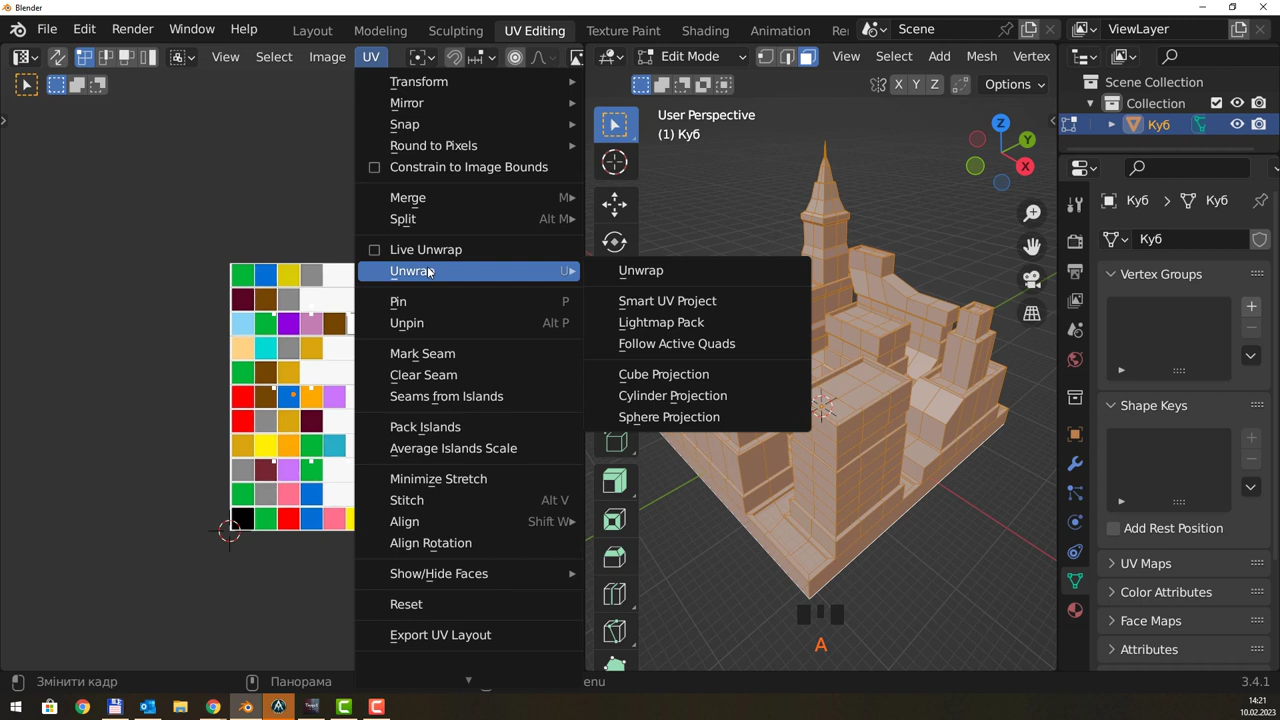 Blender
File Edit Render Window Help Layout Modeling Sculpting UV Editing Texture Paint Shading Animation Re Scene ViewLayer
View Select Image UV Edit Mode View Select Add Mesh Vertex
X Y Z Options
Scene Collection
Collection
Куб
User Perspective
(1) Куб
Z
Y
X
Transform
Mirror
Snap
Round to Pixels
Constrain to Image Bounds
Merge M
Split Alt M
Live Unwrap
Unwrap U
Pin P
Unpin Alt P
Mark Seam
Clear Seam
Seams from Islands
Pack Islands
Average Islands Scale
Minimize Stretch
Stitch Alt V
Align Shift W
Align Rotation
Show/Hide Faces
Reset
Export UV Layout
Unwrap
Smart UV Project
Lightmap Pack
Follow Active Quads
Cube Projection
Cylinder Projection
Sphere Projection
A
Куб Куб
Куб
Vertex Groups
Shape Keys
Add Rest Position
UV Maps
Color Attributes
Face Maps
Attributes
Змінити кадр Панорама enu 3.4.1
14:21
10.02.2023